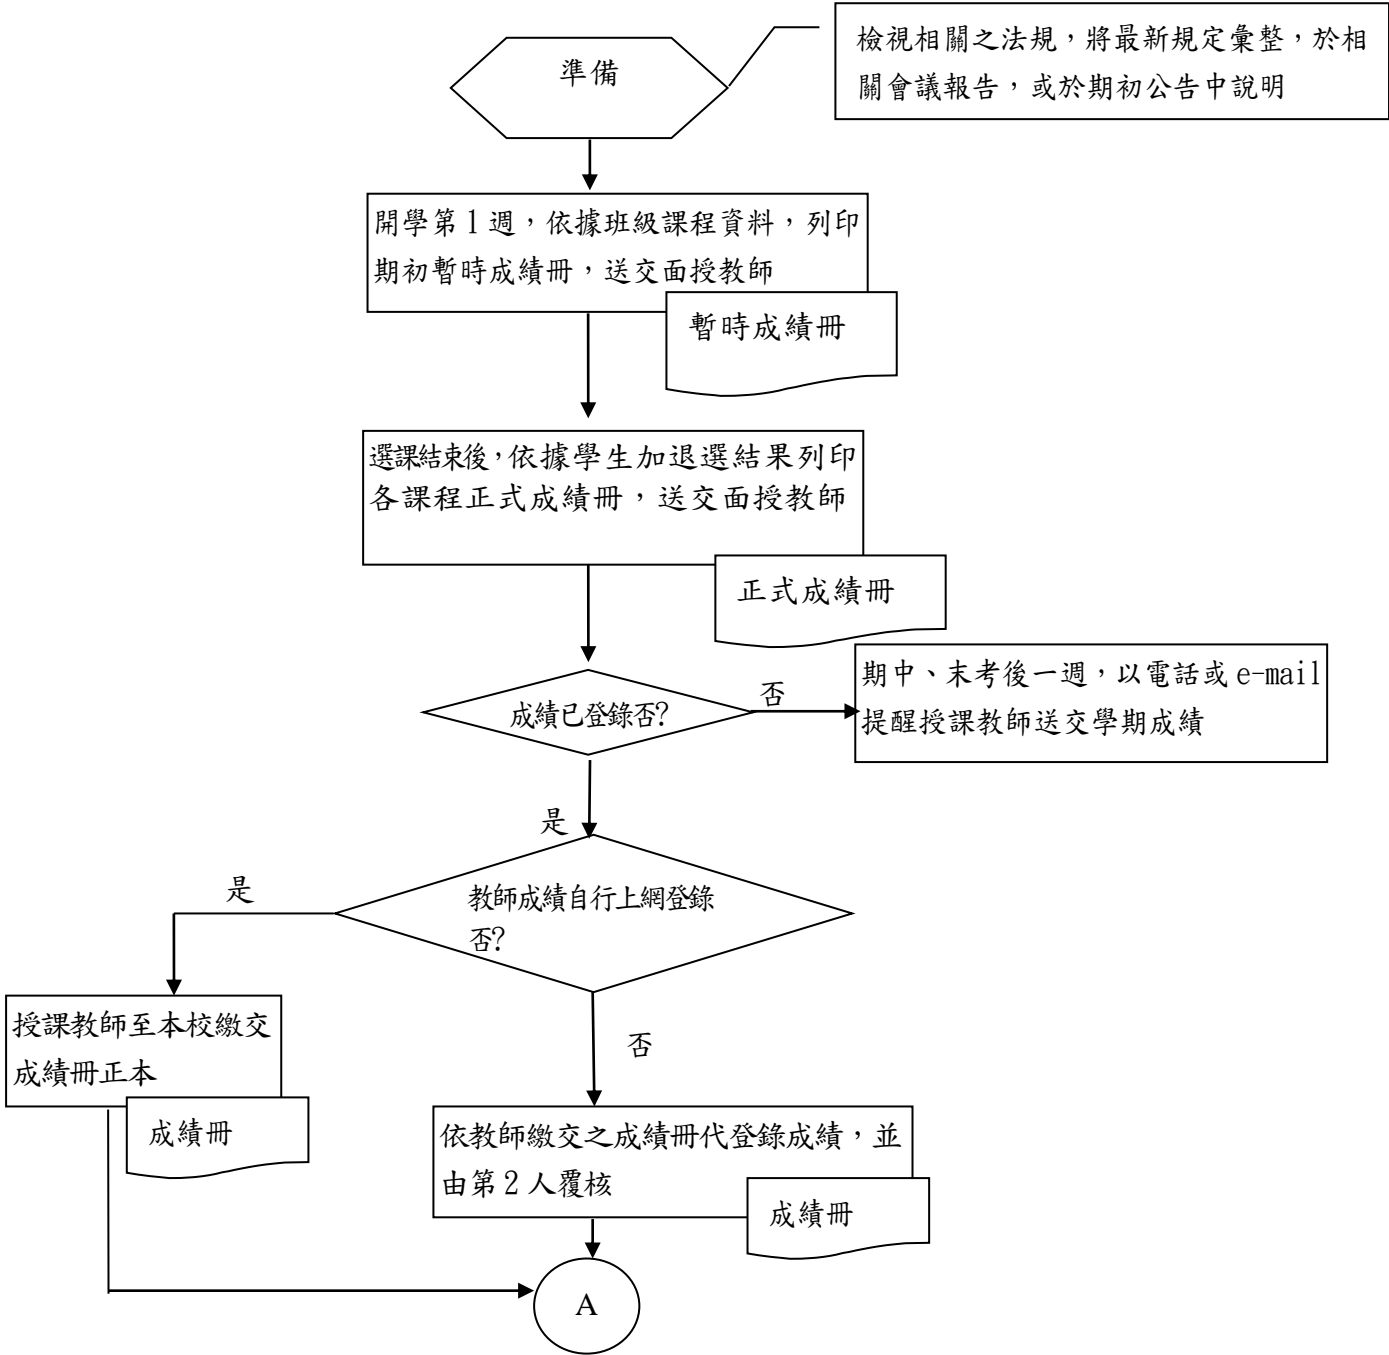 準備
檢視相關之法規，將最新規定彙整，於相
關會議報告，或於期初公告中說明
開學第1週，依據班級課程資料，列印
期初暫時成績冊，送交面授教師
暫時成績冊
選課結束後，依據學生加退選結果列印
各課程正式成績冊，送交面授教師
正式成績冊
成績已登錄否?
否
期中、末考後一週，以電話或 e-mail
提醒授課教師送交學期成績
是
教師成績自行上網登錄
否?
是
授課教師至本校繳交
成績冊正本
成績冊
否
依教師繳交之成績冊代登錄成績，並
由第2人覆核
成績冊
A